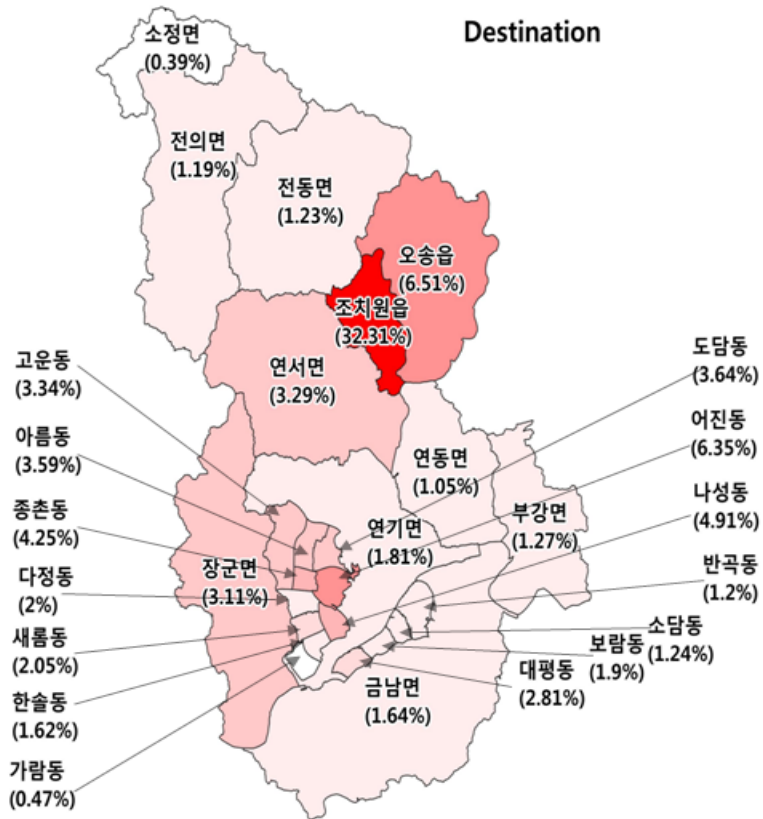 Destination
소정면
(0.39%)
전의면
(1.19%)
전동면
(1.23%)
오송읍
(6.51%)
조치원읍
(32.31%)
연서면
(3.29%)
고운동
(3.34%)
아름동
(3.59%)
종촌동
(4.25%)
다정동
(2%)
새롬동
(2.05%)
한솔동
(1.62%)
가람동
(0.47%)
장군면
(3.11%)
연기면
(1.81%)
연동면
(1.05%)
부강면
(1.27%)
금남면
(1.64%)
도담동
(3.64%)
어진동
(6.35%)
나성동
(4.91%)
반곡동
(1.2%)
소담동
(1.24%)
보람동
(1.9%)
대평동
(2.81%)